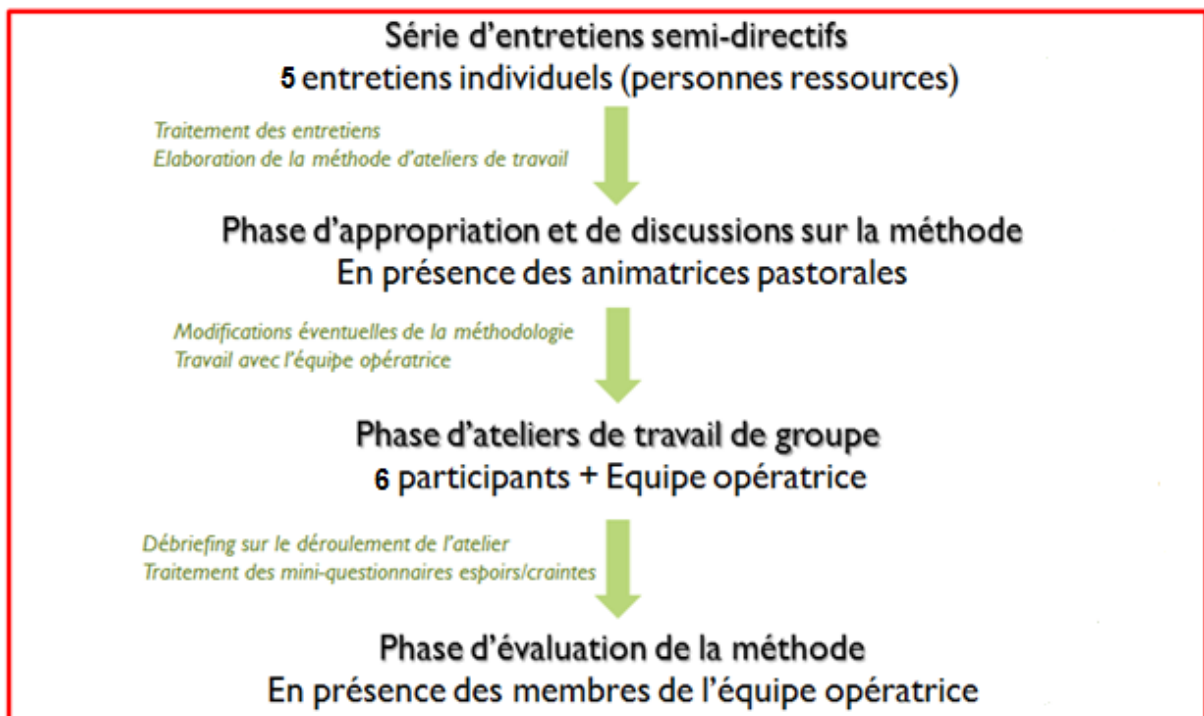 Série d'entretiens semi-directifs
5 entretiens individuels (personnes ressources)
Traitement des entretiens
Elaboration de la méthode d'ateliers de travail
Phase d'appropriation et de discussions sur la méthode
En présence des animatrices pastorales
Modifications éventuelles de la méthodologie
Travail avec l'équipe opératrice
Phase d'ateliers de travail de groupe
6 participants + Equipe opératrice
Débriefing sur le déroulement de l'atelier
Traitement des mini-questionnaires espoirs/craintes
Phase d'évaluation de la méthode
En présence des membres de l'équipe opératrice